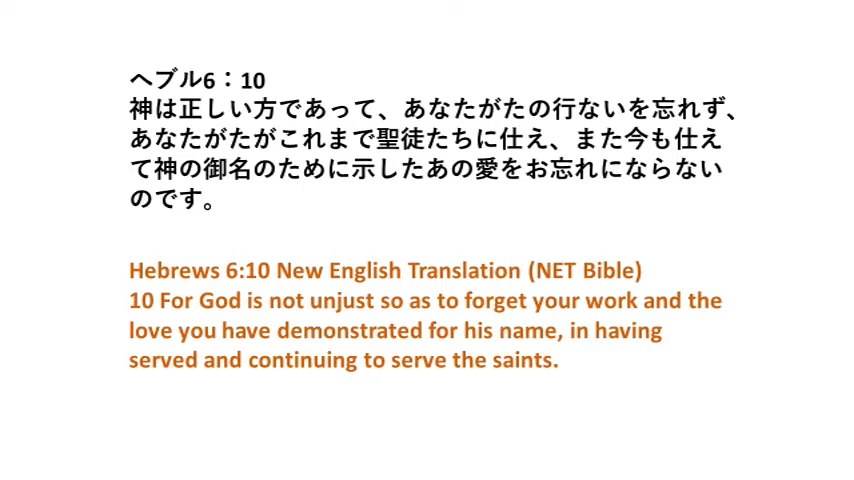 ヘブル6：10
神は正しい方であって、あなたがたの行ないを忘れず、
あなたがたがこれまで聖徒たちに仕え、また今も仕え
て神の御名のために示したあの愛をお忘れにならない
のです。
Hebrews 6:10 New English Translation (NET Bible)
10 For God is not unjust so as to forget your work and the
love you have demonstrated for his name, in having
served and continuing to serve the saints.